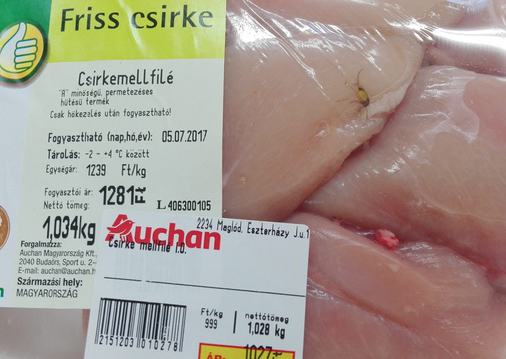 Friss csirke
Csirkemellfilé
"A" minőségű, permetezéses
hűtésű termék
Csak hőkezelés után fogyasztható!
Fogyasztható (nap,hó,év): 05.07.2017
Tárolás: -2 - +4 °C között
Egységár: 1239 Ft/kg
Fogyasztói ár: 1281Ft
Nettó tömeg: L 406300105
1,034kg
Forgalmazza:
Auchan Magyarország Kft.
2040 Budaörs, Sport u. 2-
E-mail: auchan@auchan.h
Származási hely:
MAGYARORSZÁG
2234 Maglód, Eszterházy J.u.1
Auchan
Csirke mellfilé I.o.
Ft/kg nettótömeg
999 1,028 kg
2151203010278
1027